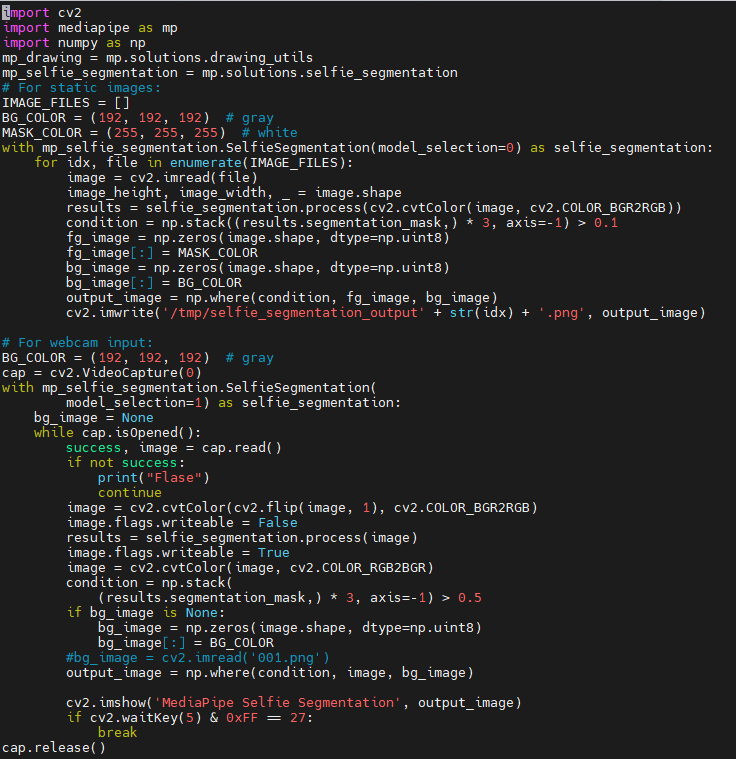 import cv2
import mediapipe as mp
import numpy as np
mp_drawing = mp.solutions.drawing_utils
mp_selfie_segmentation = mp.solutions.selfie_segmentation
# For static images:
IMAGE_FILES = []
BG_COLOR = (192, 192, 192)  # gray
MASK_COLOR = (255, 255, 255)  # white
with mp_selfie_segmentation.SelfieSegmentation(model_selection=0) as selfie_segmentation:
    for idx, file in enumerate(IMAGE_FILES):
        image = cv2.imread(file)
        image_height, image_width, _ = image.shape
        results = selfie_segmentation.process(cv2.cvtColor(image, cv2.COLOR_BGR2RGB))
        condition = np.stack((results.segmentation_mask,) * 3, axis=-1) > 0.1
        fg_image = np.zeros(image.shape, dtype=np.uint8)
        fg_image[:] = MASK_COLOR
        bg_image = np.zeros(image.shape, dtype=np.uint8)
        bg_image[:] = BG_COLOR
        output_image = np.where(condition, fg_image, bg_image)
        cv2.imwrite('/tmp/selfie_segmentation_output' + str(idx) + '.png', output_image)

# For webcam input:
BG_COLOR = (192, 192, 192)  # gray
cap = cv2.VideoCapture(0)
with mp_selfie_segmentation.SelfieSegmentation(
        model_selection=1) as selfie_segmentation:
    bg_image = None
    while cap.isOpened():
        success, image = cap.read()
        if not success:
            print("Flase")
            continue
        image = cv2.cvtColor(cv2.flip(image, 1), cv2.COLOR_BGR2RGB)
        image.flags.writeable = False
        results = selfie_segmentation.process(image)
        image.flags.writeable = True
        image = cv2.cvtColor(image, cv2.COLOR_RGB2BGR)
        condition = np.stack(
            (results.segmentation_mask,) * 3, axis=-1) > 0.5
        if bg_image is None:
            bg_image = np.zeros(image.shape, dtype=np.uint8)
            bg_image[:] = BG_COLOR
        #bg_image = cv2.imread('001.png')
        output_image = np.where(condition, image, bg_image)

        cv2.imshow('MediaPipe Selfie Segmentation', output_image)
        if cv2.waitKey(5) & 0xFF == 27:
            break
cap.release()